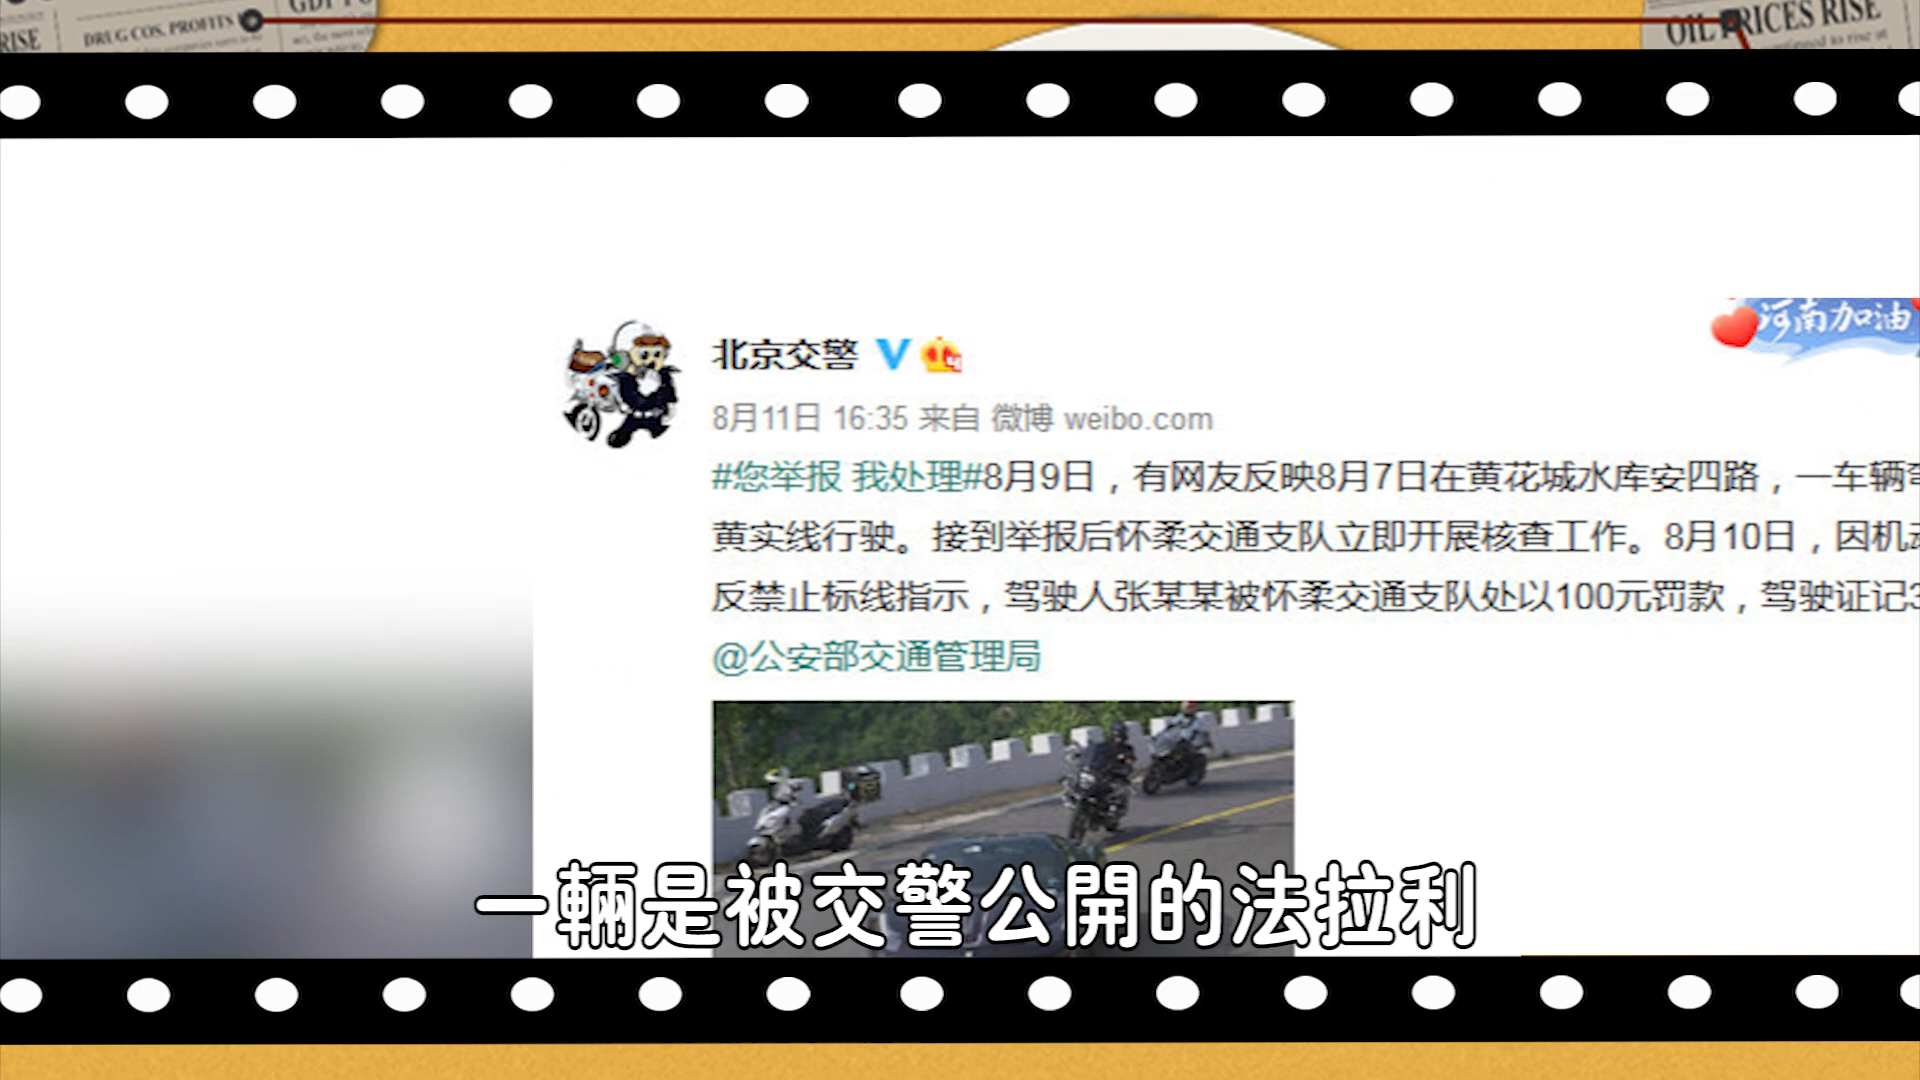 RISE
DRUG COS. PROFITS
OIL PRICES RISE
continued to rise at
河南加油
北京交警
8月11日 16:35 来自 微博 weibo.com
#您举报 我处理#8月9日，有网友反映8月7日在黄花城水库安四路，一车辆
黄实线行驶。接到举报后怀柔交通支队立即开展核查工作。8月10日，因机
反禁止标线指示，驾驶人张某某被怀柔交通支队处以100元罚款，驾驶证记3
@公安部交通管理局
一輛是被交警公開的法拉利